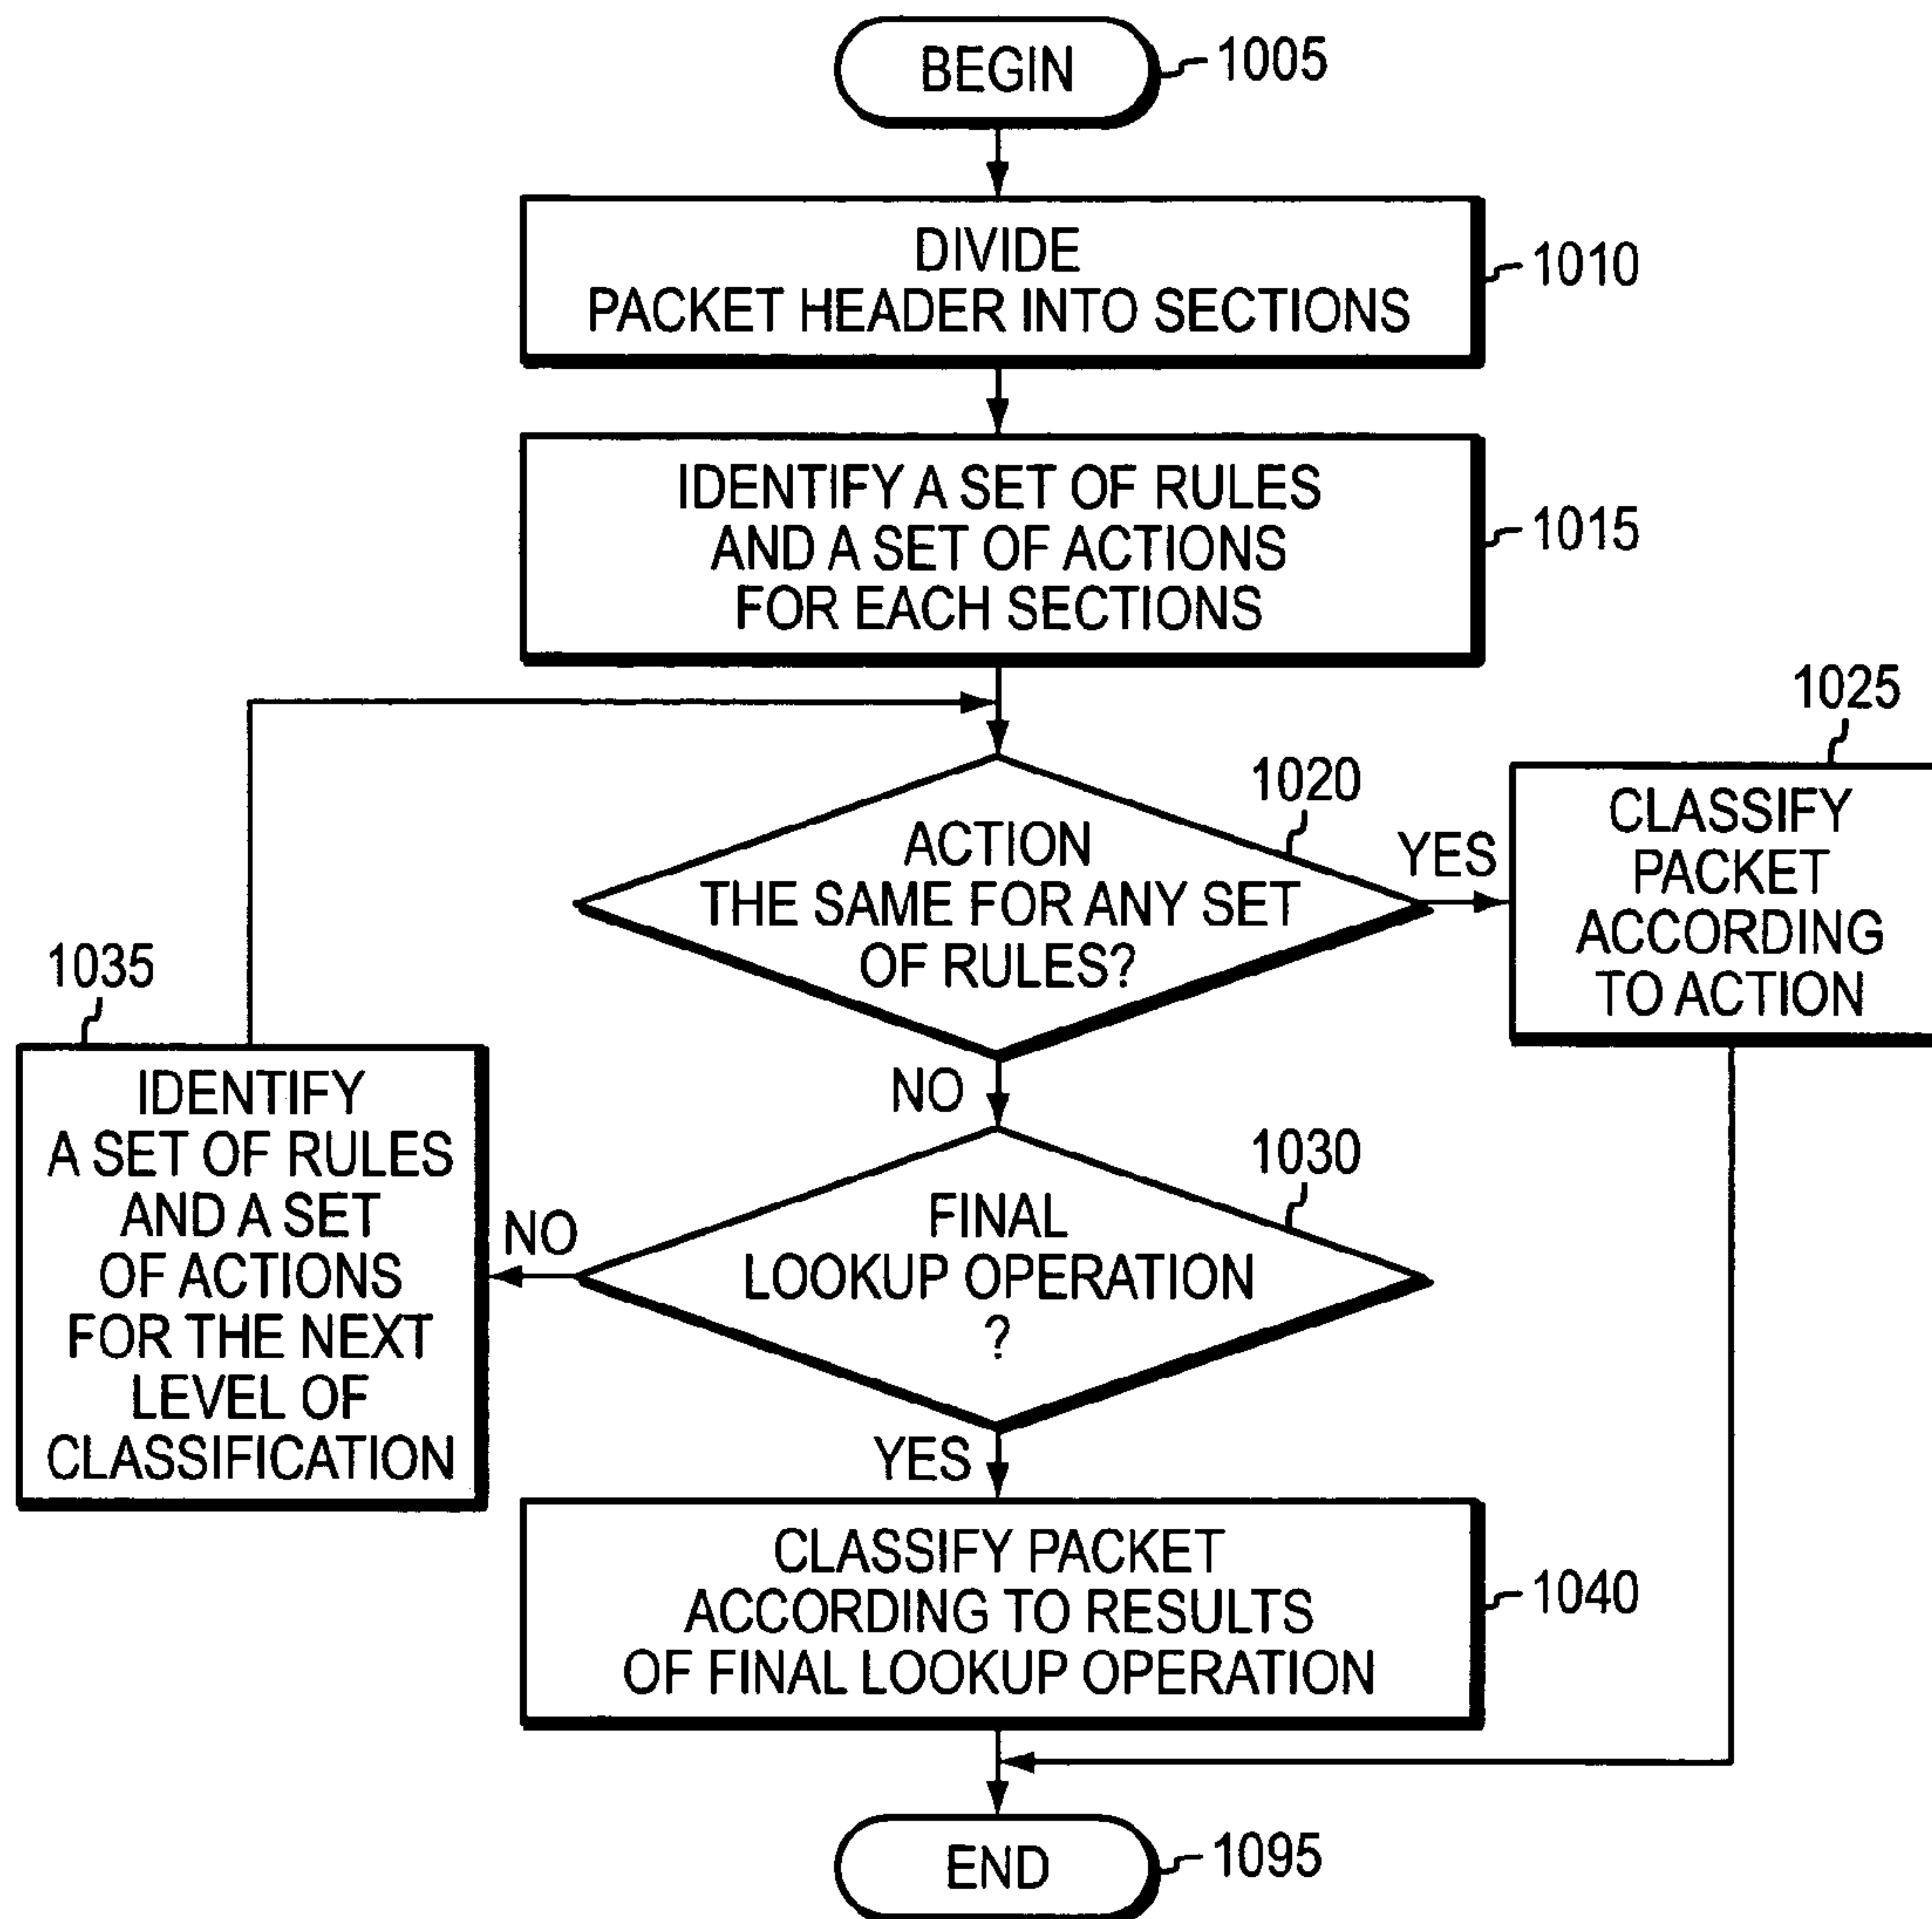 BEGIN
1005
DIVIDE
PACKET HEADER INTO SECTIONS
1010
IDENTIFY A SET OF RULES
AND A SET OF ACTIONS
FOR EACH SECTIONS
1015
ACTION
THE SAME FOR ANY SET
OF RULES?
1020
YES
1025
CLASSIFY
PACKET
ACCORDING
TO ACTION
NO
1035
IDENTIFY
A SET OF RULES
AND A SET
OF ACTIONS
FOR THE NEXT
LEVEL OF
CLASSIFICATION
NO
FINAL
LOOKUP OPERATION
?
1030
YES
CLASSIFY PACKET
ACCORDING TO RESULTS
OF FINAL LOOKUP OPERATION
1040
END
1095